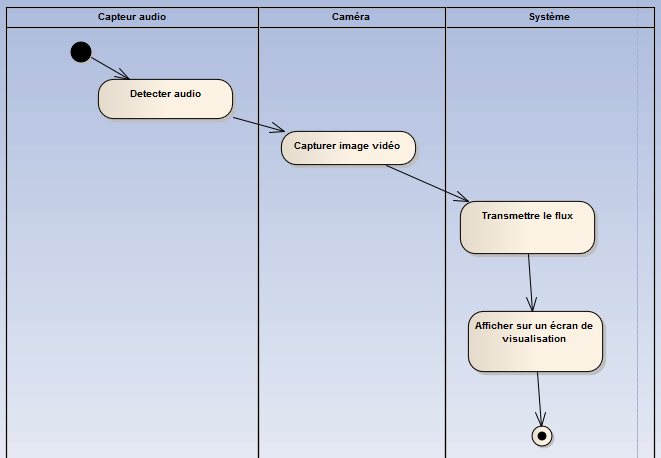 Capteur audio
Caméra
Système
Detecter audio
Capturer image vidéo
Transmettre le flux
Afficher sur un écran de
visualisation